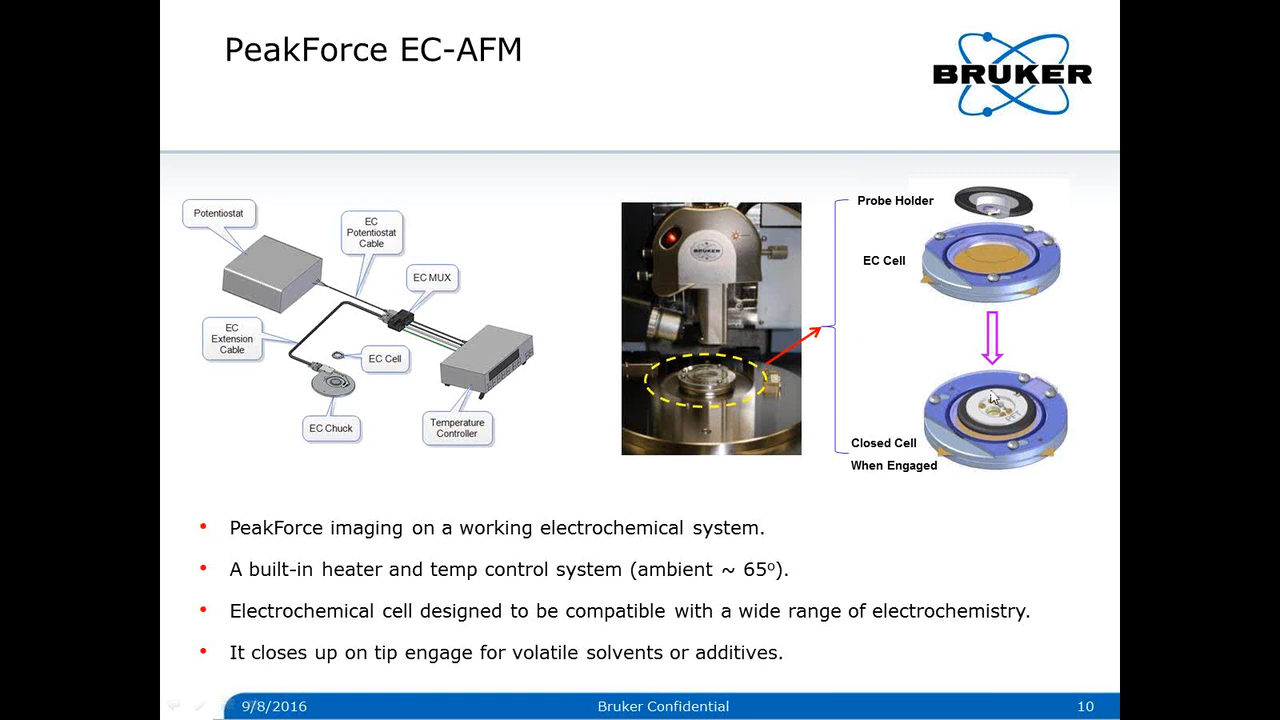 PeakForce EC-AFM
BRUKER
Potentiostat
EC
Potentiostat
Cable
EC MUX
EC
Extension
Cable
EC Cell
EC Chuck
Temperature
Controller
BRUKER
Probe Holder
EC Cell
Closed Cell
When Engaged
• PeakForce imaging on a working electrochemical system.
• A built-in heater and temp control system (ambient ~ 65º).
• Electrochemical cell designed to be compatible with a wide range of electrochemistry.
• It closes up on tip engage for volatile solvents or additives.
9/8/2016
Bruker Confidential
10